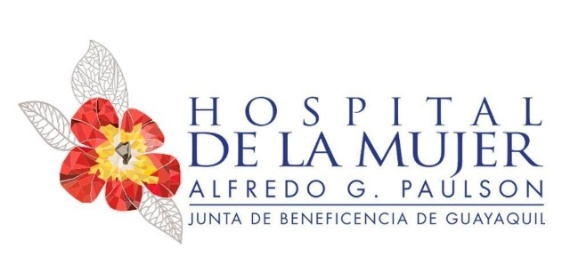 HOSPITAL
DE LA MUJER
ALFREDO G. PAULSON
JUNTA DE BENEFICENCIA DE GUAYAQUIL